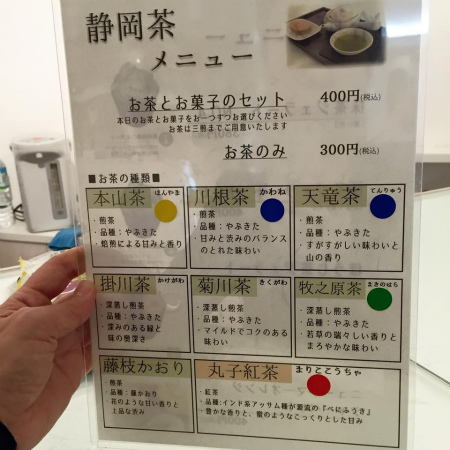 静岡茶
メニュー
お茶とお菓子のセット 400円(税込)
本日のお茶とお菓子をお一つずつお選びください
お茶は三煎までご用意いたします
お茶のみ 300円(税込)
■お茶の種類■
本山茶 ほんやま
・煎茶
・品種：やぶきた
・焙煎による甘みと香り
川根茶 かわね
・煎茶
・品種：やぶきた
・甘みと渋みのバランス
のとれた味わい
天竜茶 てんりゅう
・煎茶
・品種：やぶきた
・すがすがしい味わいと
山の香り
掛川茶 かけがわ
・深蒸し煎茶
・品種：やぶきた
・深みのある緑と
味の奥深さ
菊川茶 きくがわ
・深蒸し煎茶
・品種：やぶきた
・マイルドでコクのある
味わい
牧之原茶 まきのはら
・深蒸し煎茶
・品種：やぶきた
・若草の瑞々しい香りと
まろやかな味わい
藤枝かおり
・煎茶
・品種：藤かおり
・花のような甘い香りと
上品な渋み
丸子紅茶 まりここうちゃ
・紅茶
・品種:インド系アッサム種が源流の『べにふうき』
・豊かな香りと、蜜のようなこっくりとした甘み